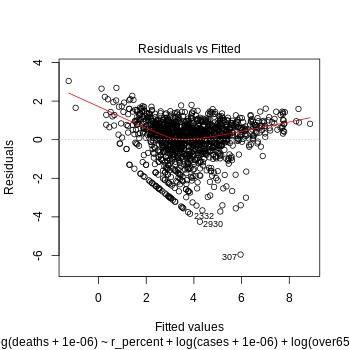 Residuals vs Fitted
Residuals
4
2
0
-2
-4
-6
2332
2930
307
0 2 4 6 8
Fitted values
g(deaths + 1e-06) ~ r_percent + log(cases + 1e-06) + log(over65